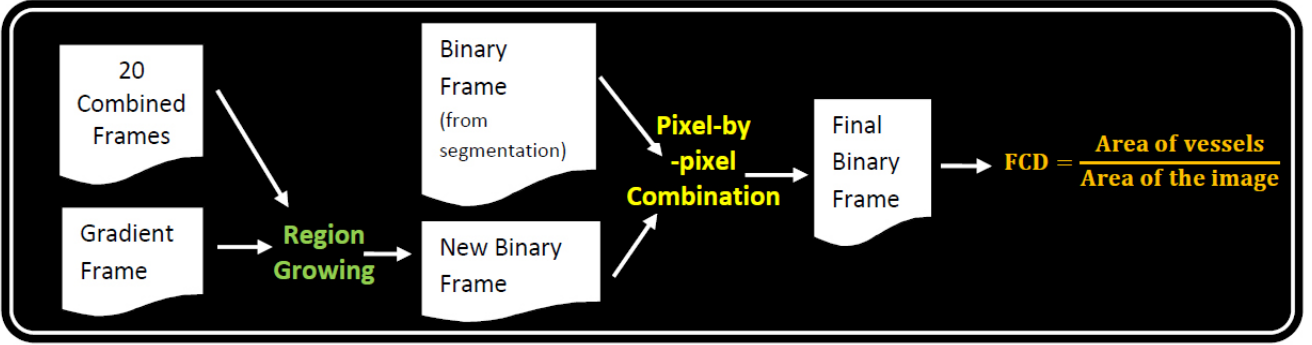 20
Combined
Frames
Gradient
Frame
Region
Growing
Binary
Frame
(from
segmentation)
New Binary
Frame
Pixel-by
-pixel
Combination
Final
Binary
Frame
FCD = Area of vessels
Area of the image